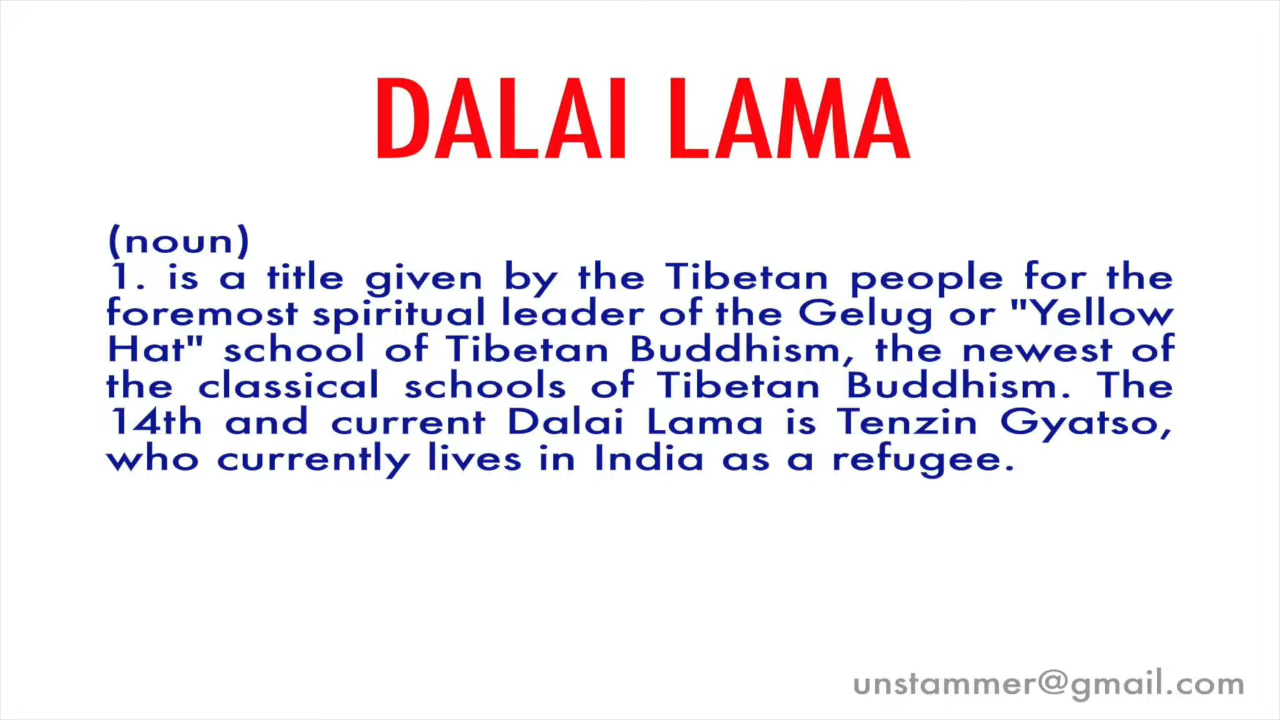 DALAI LAMA
(noun)
1. is a title given by the Tibetan people for the
foremost spiritual leader of the Gelug or "Yellow
Hat" school of Tibetan Buddhism, the newest of
the classical schools of Tibetan Buddhism. The
14th and current Dalai Lama is Tenzin Gyatso,
who currently lives in India as a refugee.
unstammer@gmail.com